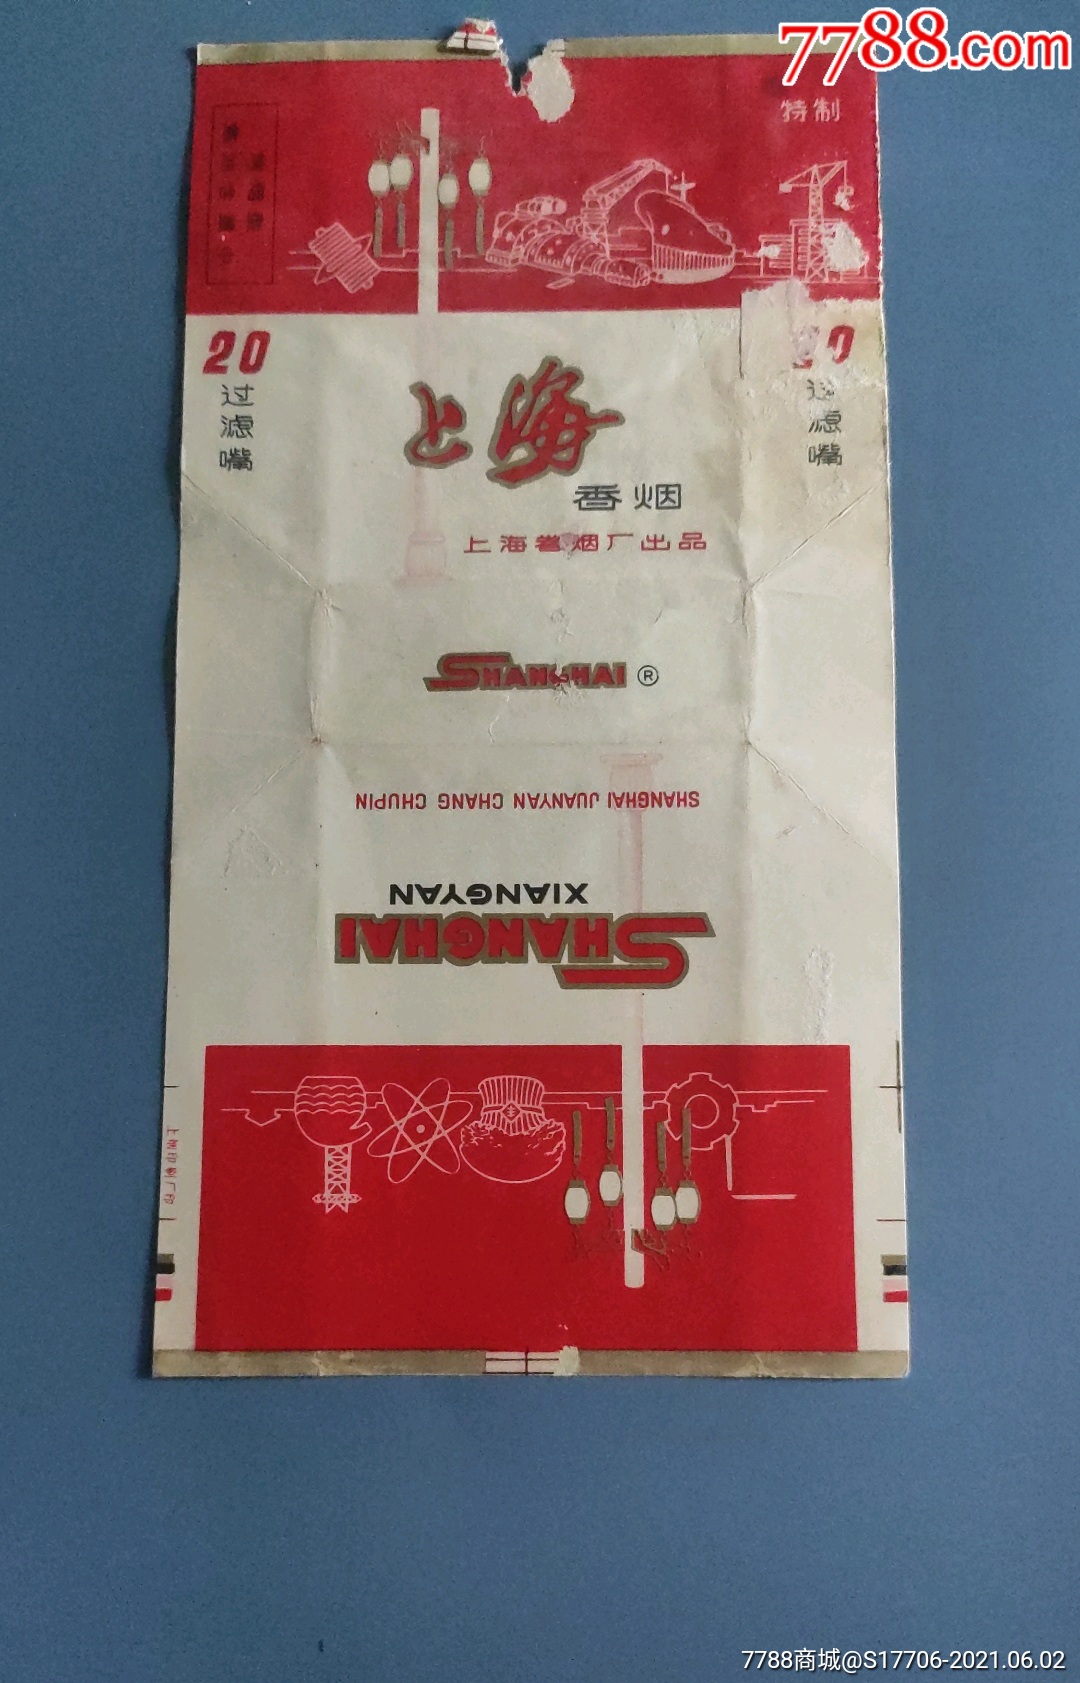 7788.com
特制
20
过滤嘴
20
过滤嘴
上海
香烟
上海卷烟厂出品
SHANGHAI ®
SHANGHAI JUANYAN CHANG CHUPIN
XIANGYAN
SHANGHAI
7788商城@S17706-2021.06.02